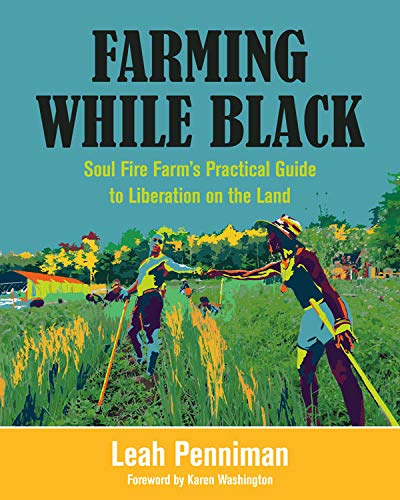 FARMING
WHILE BLACK
Soul Fire Farm's Practical Guide
to Liberation on the Land
Leah Penniman
Foreword by Karen Washington